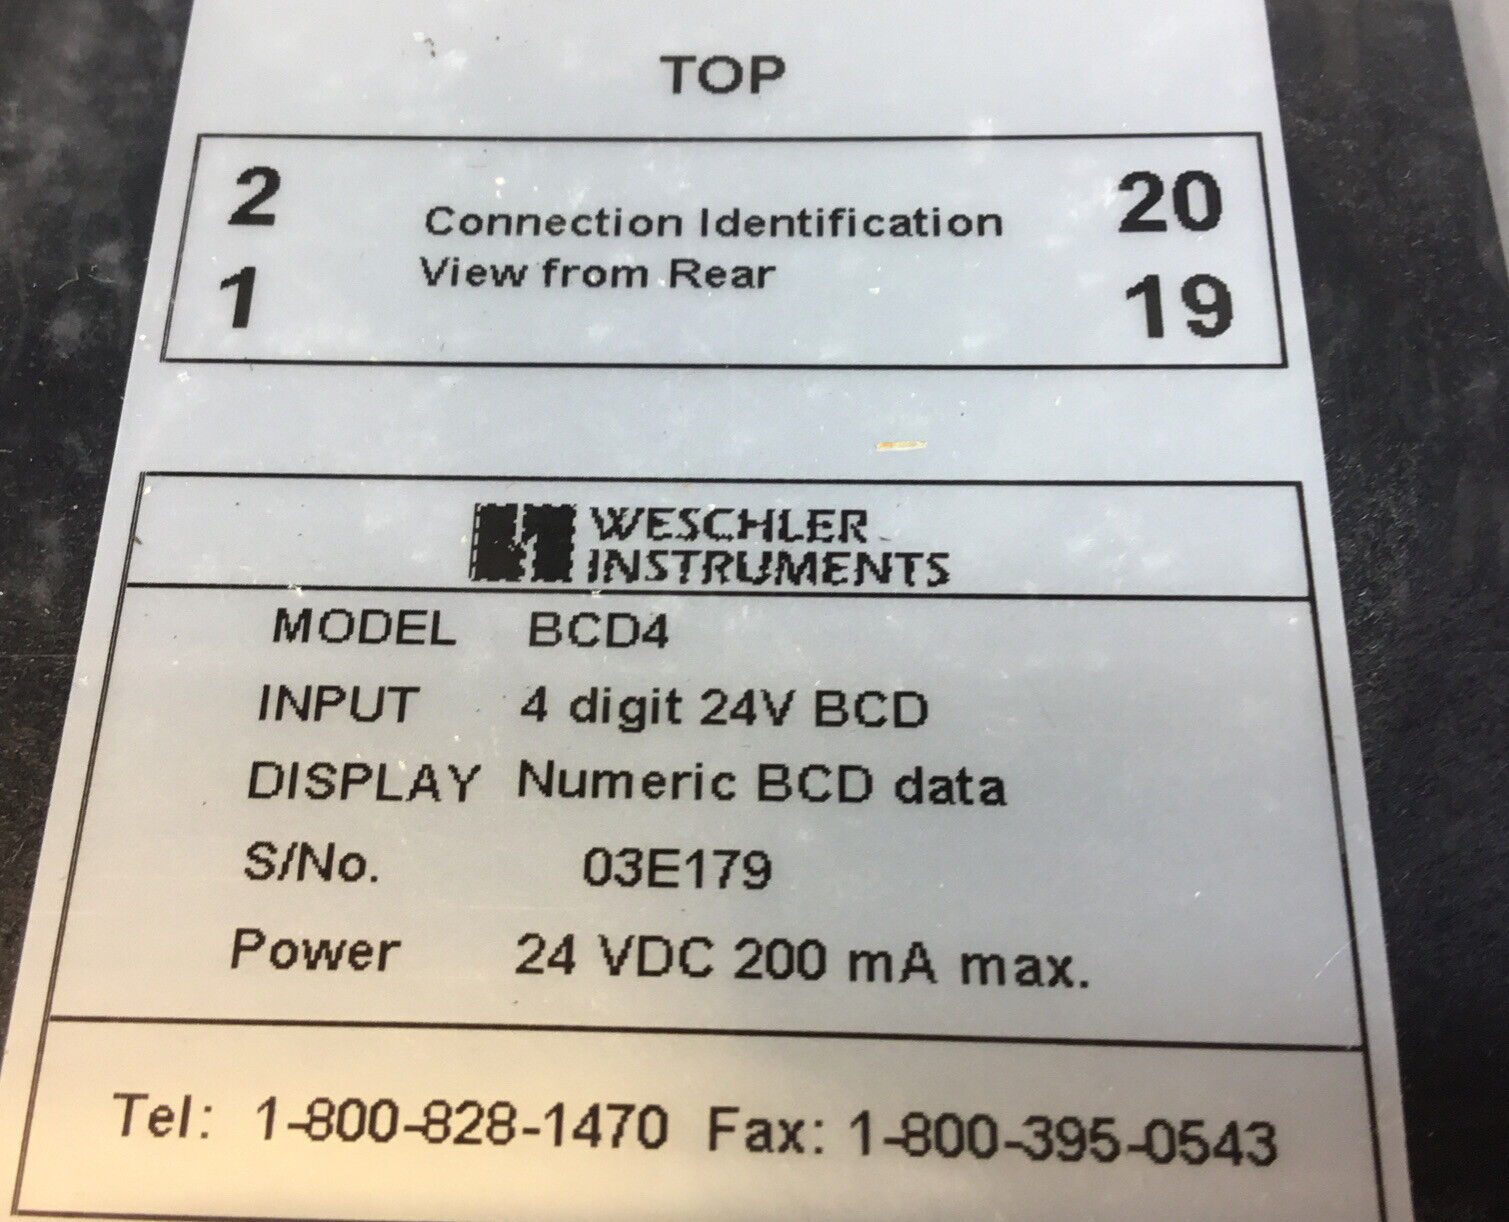 TOP
2 Connection Identification 20
1 View from Rear 19
WESCHLER
INSTRUMENTS
MODEL BCD4
INPUT 4 digit 24V BCD
DISPLAY Numeric BCD data
S/No. 03E179
Power 24 VDC 200 mA max.
Tel: 1-800-828-1470 Fax: 1-800-395-0543